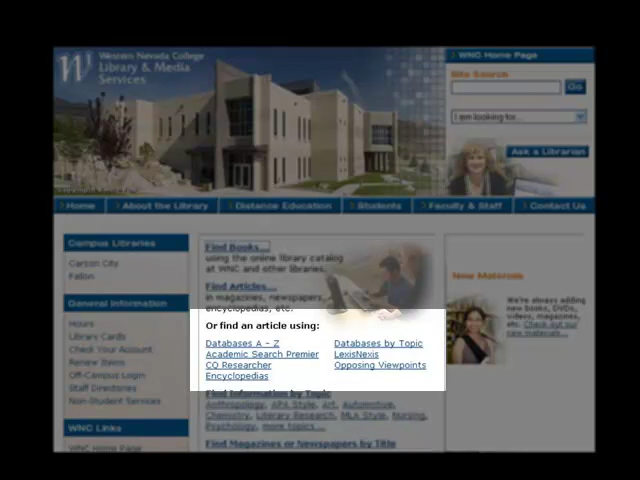 Western Nevada College
Library & Media
Services
WNC Home Page
Site Search
Go
I am looking for...
Ask a Librarian
Home
About the Library
Distance Education
Students
Faculty & Staff
Contact Us
Campus Libraries
Carson City
Fallon
General Information
Hours
Library Cards
Check Your Account
Renew Items
Off-Campus Login
Staff Directories
Non-Student Services
WNC Links
WNC Home Page
Find Books...
using the online library catalog
at WNC and other libraries.
Find Articles...
in magazines, newspapers,
encyclopedias, etc.
Or find an article using:
Databases A - Z
Databases by Topic
Academic Search Premier
LexisNexis
CQ Researcher
Opposing Viewpoints
Encyclopedias
Find Information by Topic
Anthropology, APA Style, Art, Automotive,
Chemistry, Literary Research, MLA Style, Nursing,
Psychology, more topics ...
Find Magazines or Newspapers by Title
New Materials
We're always adding
new books, DVDs,
videos, magazines,
etc. Check out our
new materials...